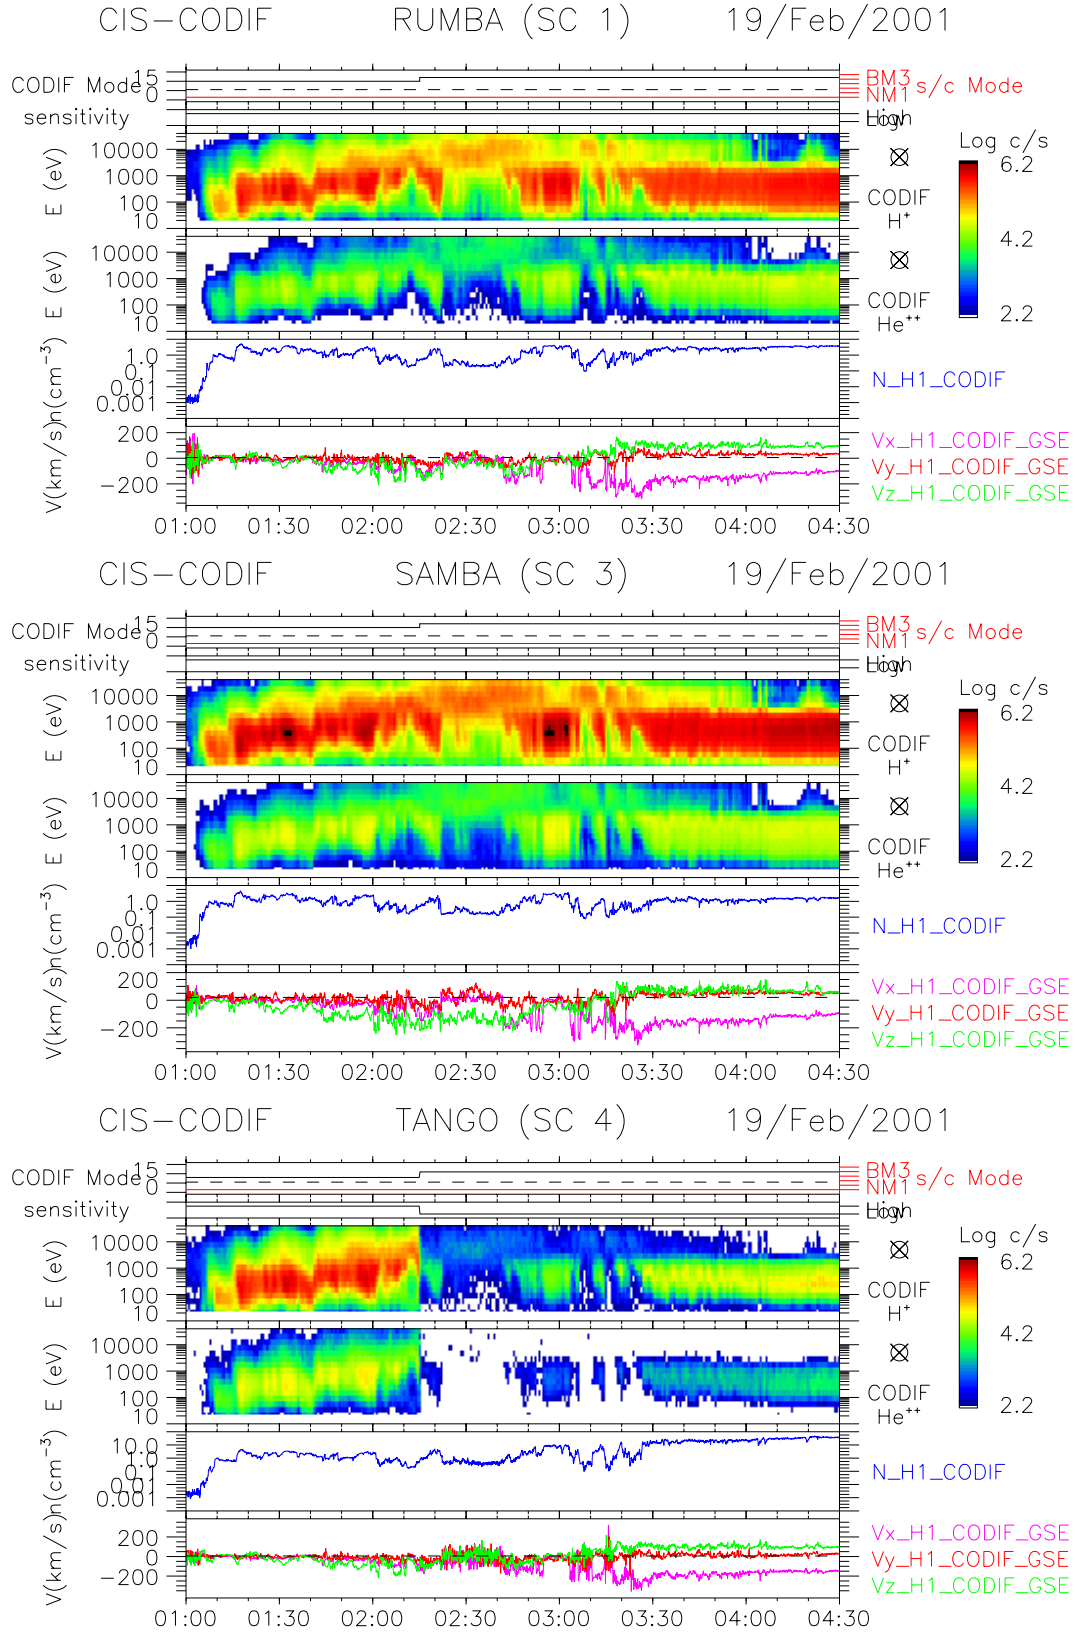 CIS-CODIF RUMBA (SC 1) 19/Feb/2001
CODIF Mode 15 0 BM3 NM1 s/c Mode
sensitivity High Low
E (eV) 10000 1000 100 10 CODIF H+
Log c/s 6.2 4.2 2.2
E (eV) 10000 1000 100 10 CODIF He++
n(cm-3) 1.0 0.1 0.01 0.001 N_H1_CODIF
V(km/s) 200 0 -200 Vx_H1_CODIF_GSE
Vy_H1_CODIF_GSE
Vz_H1_CODIF_GSE
01:00 01:30 02:00 02:30 03:00 03:30 04:00 04:30
CIS-CODIF SAMBA (SC 3) 19/Feb/2001
CODIF Mode 15 0 BM3 NM1 s/c Mode
sensitivity High Low
E (eV) 10000 1000 100 10 CODIF H+
Log c/s 6.2 4.2 2.2
E (eV) 10000 1000 100 10 CODIF He++
n(cm-3) 1.0 0.1 0.01 0.001 N_H1_CODIF
V(km/s) 200 0 -200 Vx_H1_CODIF_GSE
Vy_H1_CODIF_GSE
Vz_H1_CODIF_GSE
01:00 01:30 02:00 02:30 03:00 03:30 04:00 04:30
CIS-CODIF TANGO (SC 4) 19/Feb/2001
CODIF Mode 15 0 BM3 NM1 s/c Mode
sensitivity High Low
E (eV) 10000 1000 100 10 CODIF H+
Log c/s 6.2 4.2 2.2
E (eV) 10000 1000 100 10 CODIF He++
n(cm-3) 10.0 1.0 0.1 0.01 0.001 N_H1_CODIF
V(km/s) 200 0 -200 Vx_H1_CODIF_GSE
Vy_H1_CODIF_GSE
Vz_H1_CODIF_GSE
01:00 01:30 02:00 02:30 03:00 03:30 04:00 04:30